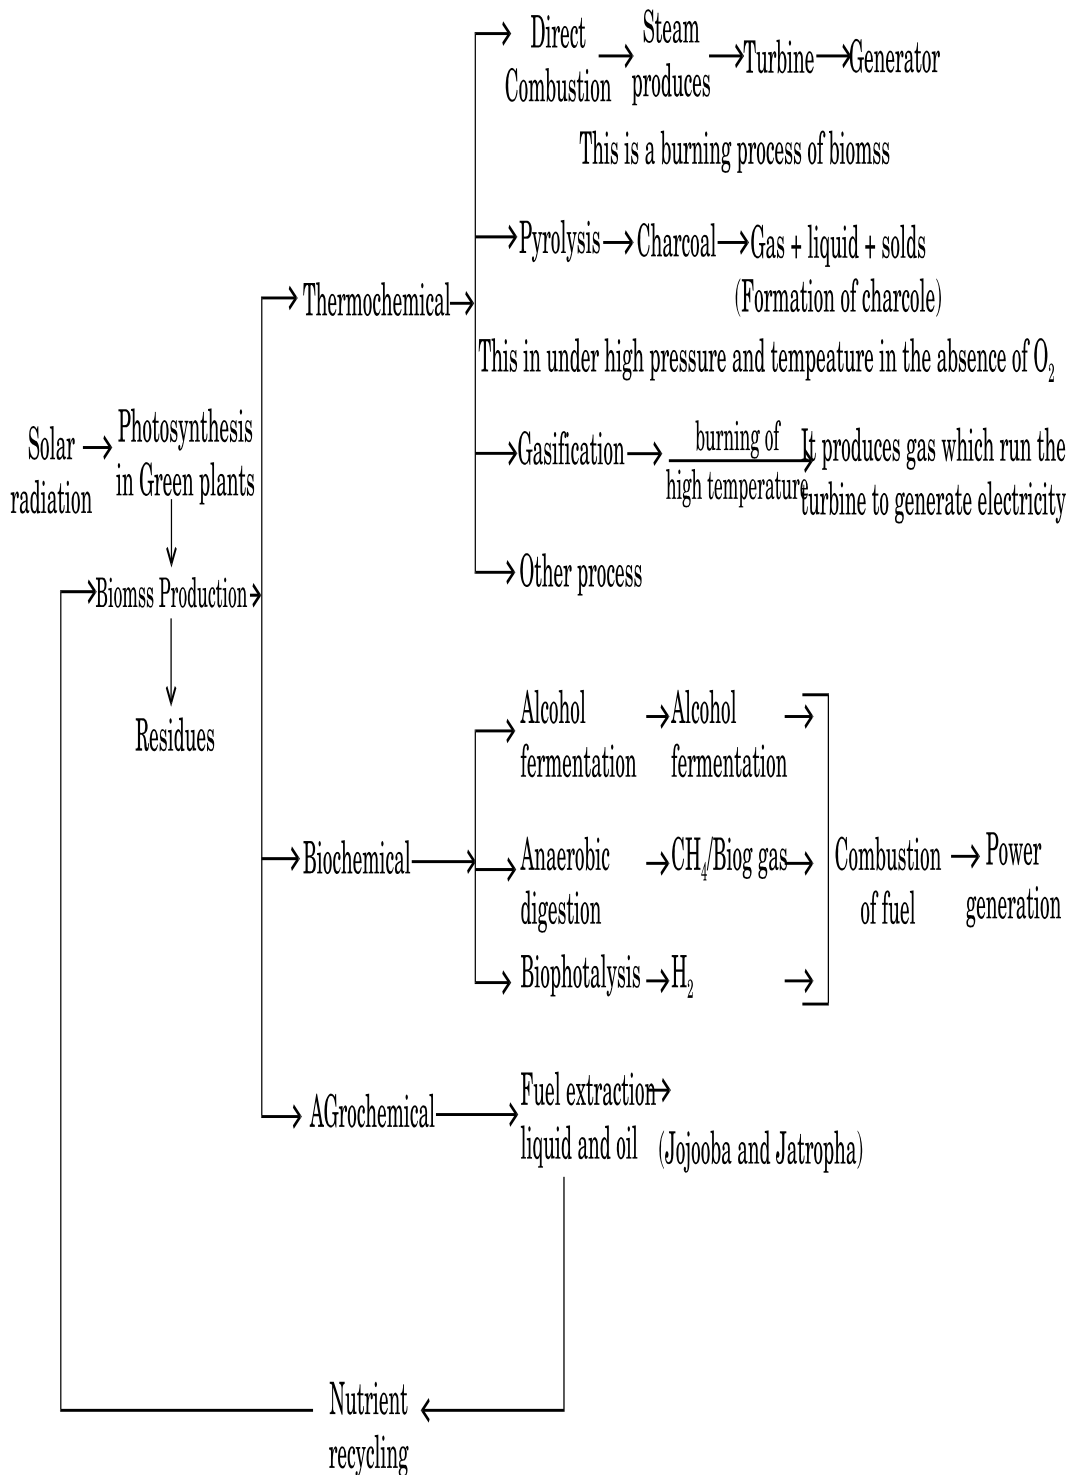 Direct
Combustion
Steam
produces
Turbine
Generator
This is a burning process of biomss
Pyrolysis
Charcoal
Gas + liquid + solds
(Formation of charcole)
This in under high pressure and tempeature in the absence of O₂
Thermochemical
Gasification
burning of
high temperature
It produces gas which run the
turbine to generate electricity
Other process
Solar
radiation
Photosynthesis
in Green plants
Biomss Production
Residues
Biochemical
Alcohol
fermentation
Alcohol
fermentation
Anaerobic
digestion
CH₄/Biog gas
Biophotalysis
H₂
Combustion
of fuel
Power
generation
AGrochemical
Fuel extraction
liquid and oil
(Jojooba and Jatropha)
Nutrient
recycling